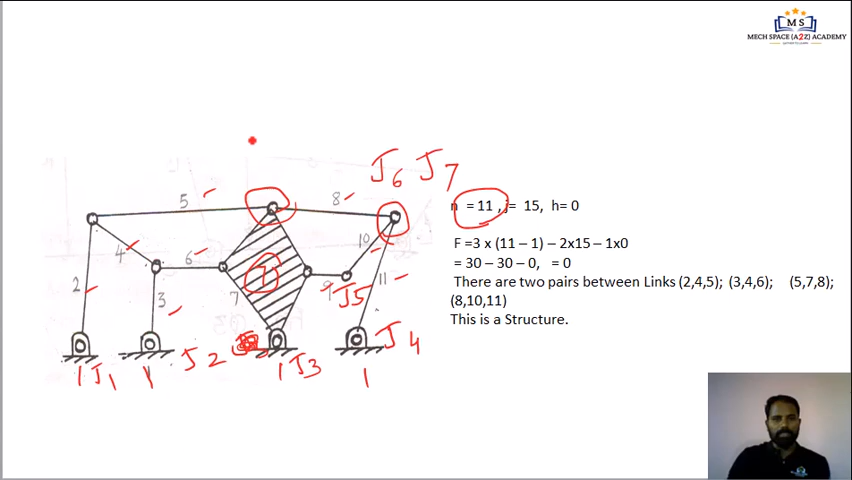 MS
MECH SPACE (A2Z) ACADEMY
J6 J7
5
8
n = 11 , j= 15, h= 0
4
6
10
F =3 x (11 – 1) – 2x15 – 1x0
= 30 – 30 – 0, = 0
2
3
7
7
9
J5
11
There are two pairs between Links (2,4,5); (3,4,6); (5,7,8);
(8,10,11)
This is a Structure.
1 J1
1 J2
1 J3
1 J4